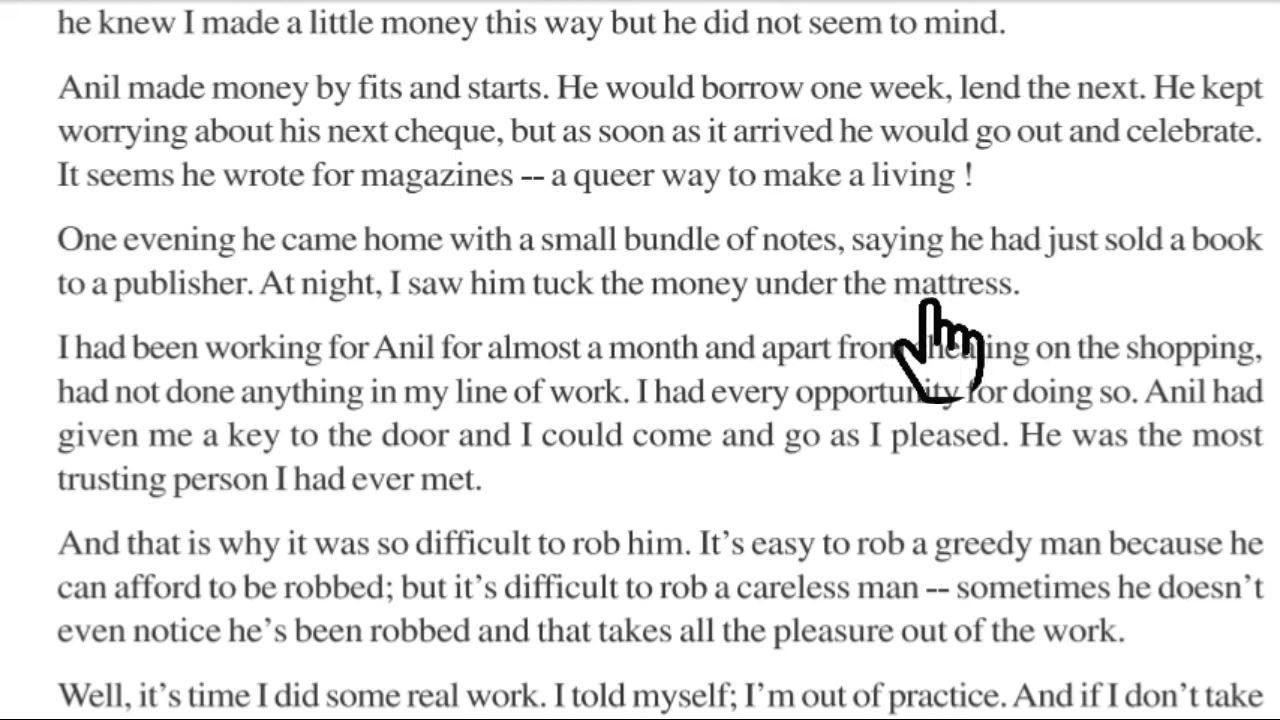 he knew I made a little money this way but he did not seem to mind.
Anil made money by fits and starts. He would borrow one week, lend the next. He kept
worrying about his next cheque, but as soon as it arrived he would go out and celebrate.
It seems he wrote for magazines -- a queer way to make a living !
One evening he came home with a small bundle of notes, saying he had just sold a book
to a publisher. At night, I saw him tuck the money under the mattress.
I had been working for Anil for almost a month and apart from on the shopping,
had not done anything in my line of work. I had every opportunity for doing so. Anil had
given me a key to the door and I could come and go as I pleased. He was the most
trusting person I had ever met.
And that is why it was so difficult to rob him. It's easy to rob a greedy man because he
can afford to be robbed; but it's difficult to rob a careless man -- sometimes he doesn't
even notice he's been robbed and that takes all the pleasure out of the work.
Well, it's time I did some real work. I told myself; I'm out of practice. And if I don't take